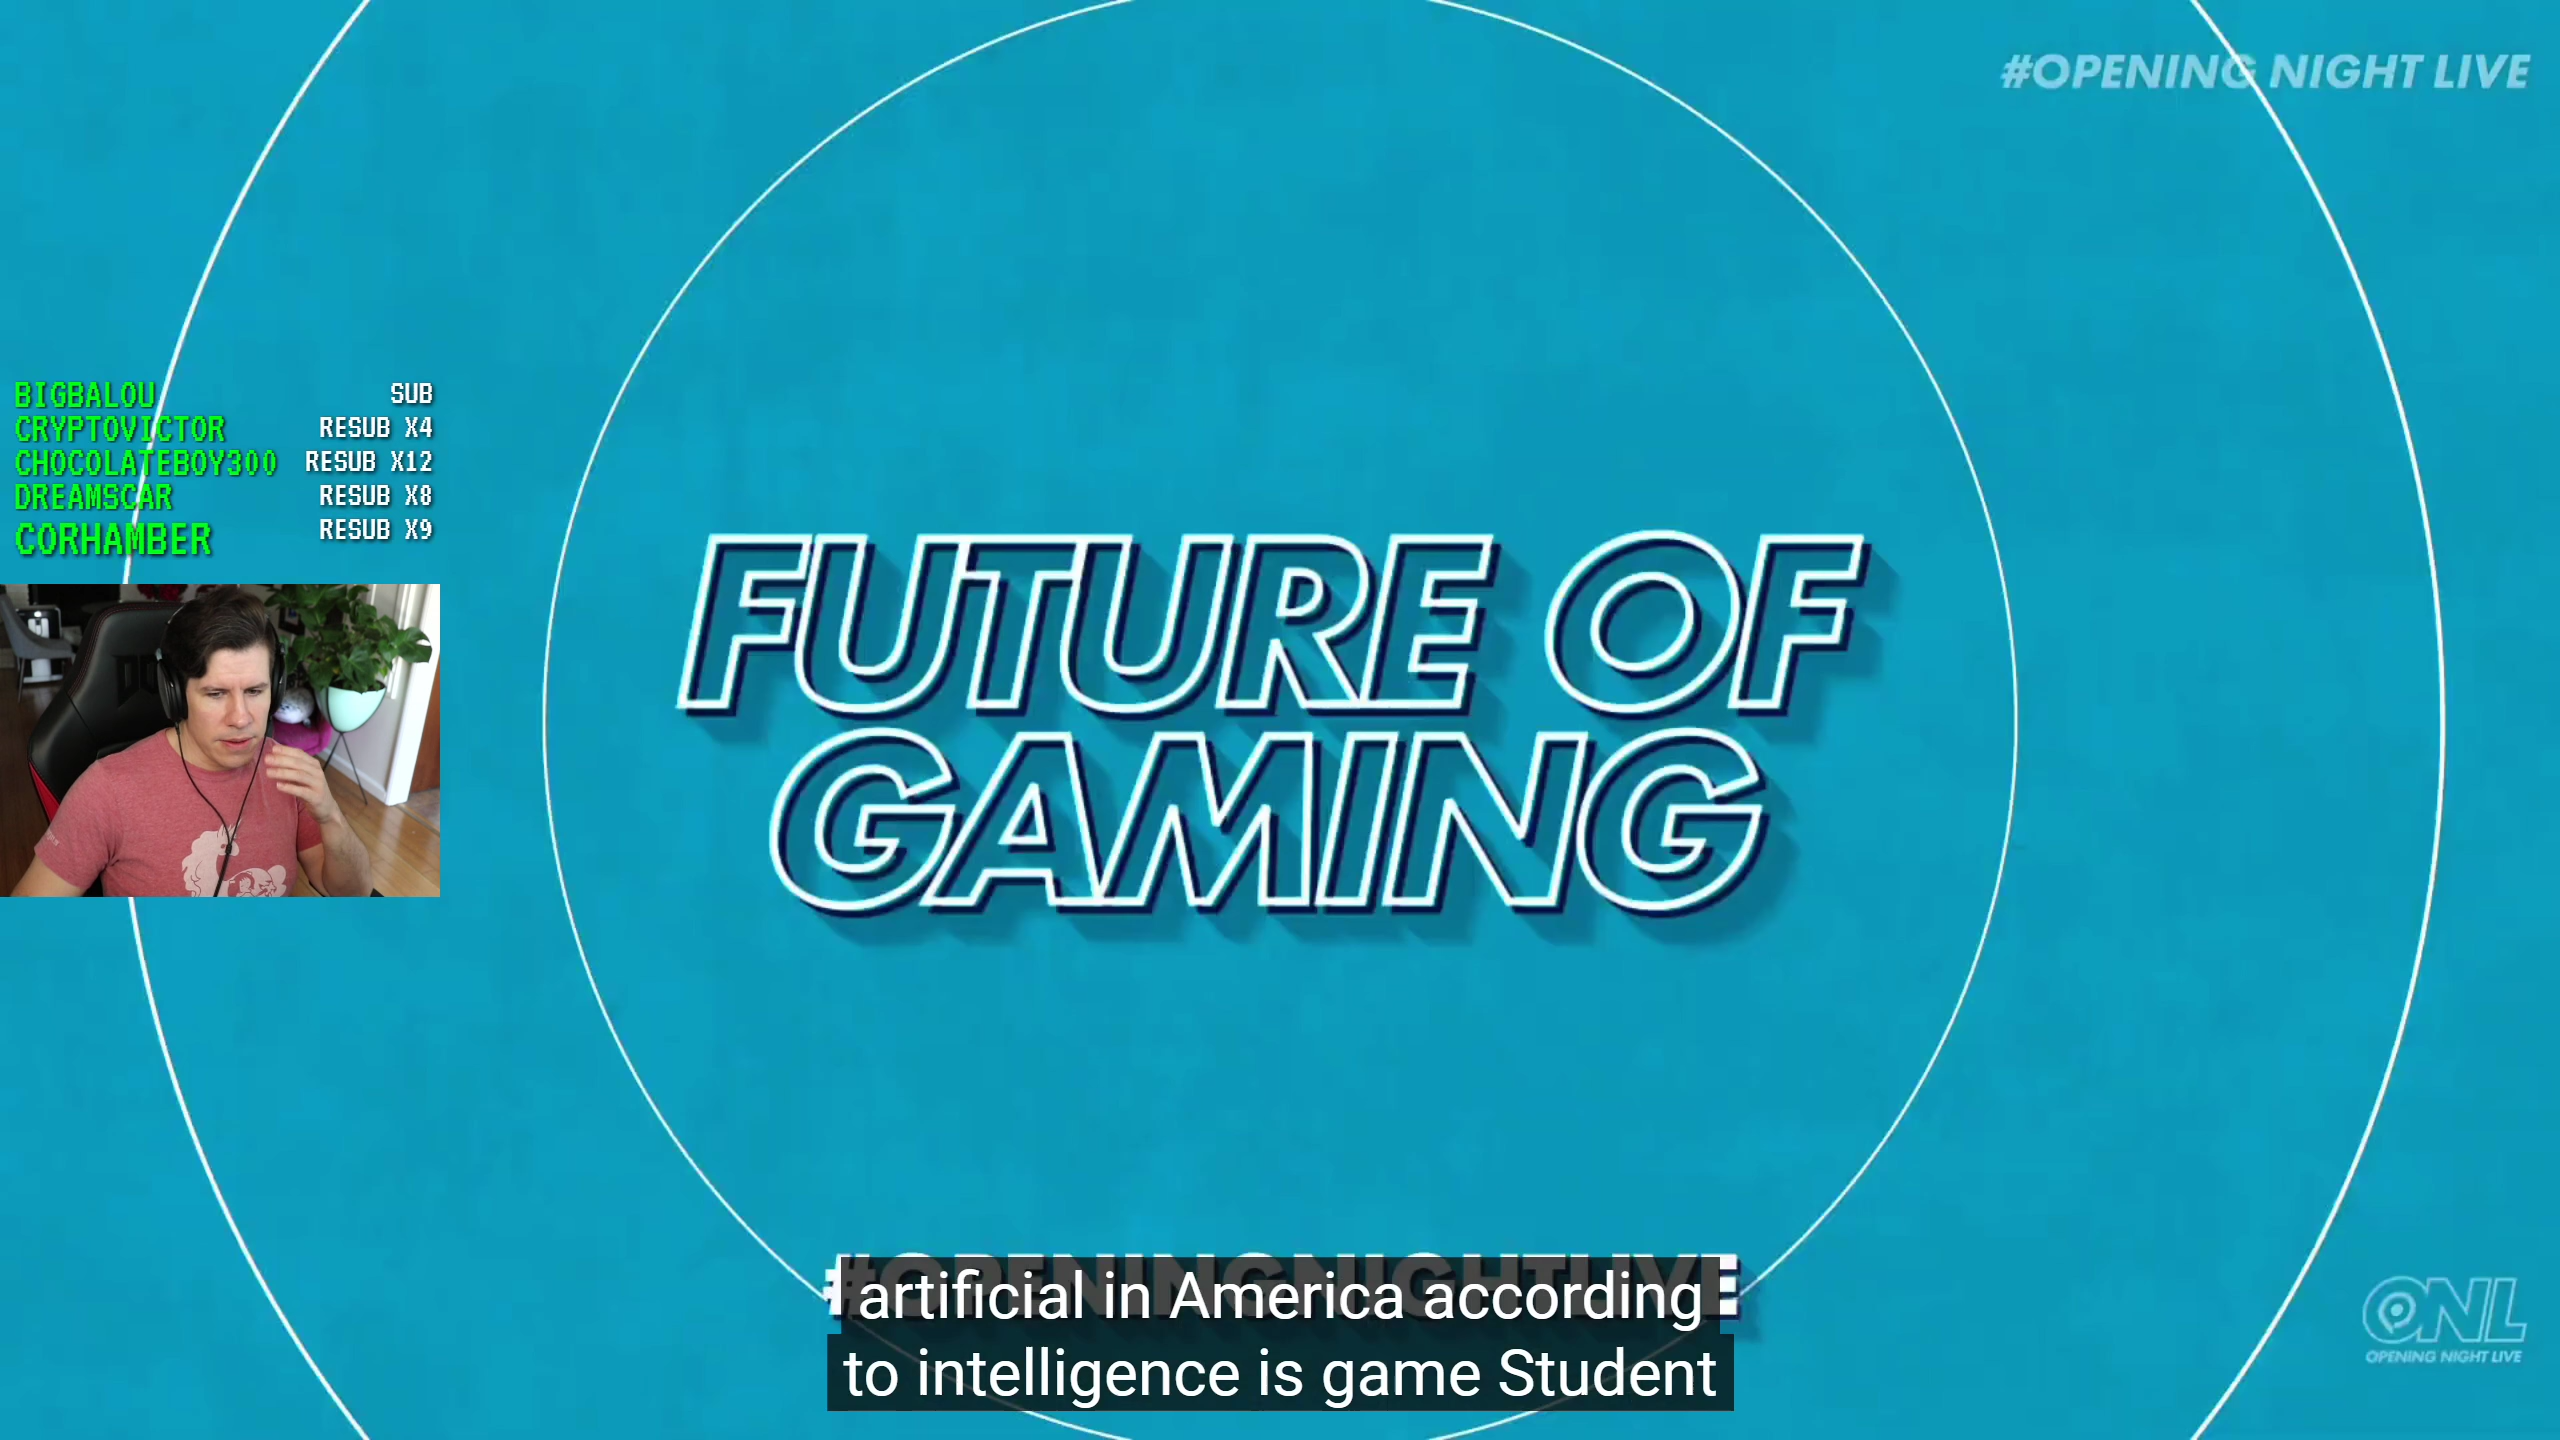 #OPENING NIGHT LIVE
BIGBALOU SUB
CRYPTOVICTOR RESUB X4
CHOCOLATEBOY300 RESUB X12
DREAMSCAR RESUB X8
CORHAMBER RESUB X9
FUTURE OF
GAMING
#OPENINGNIGHTLIVE
artificial in America according
to intelligence is game Student
ONL
OPENING NIGHT LIVE